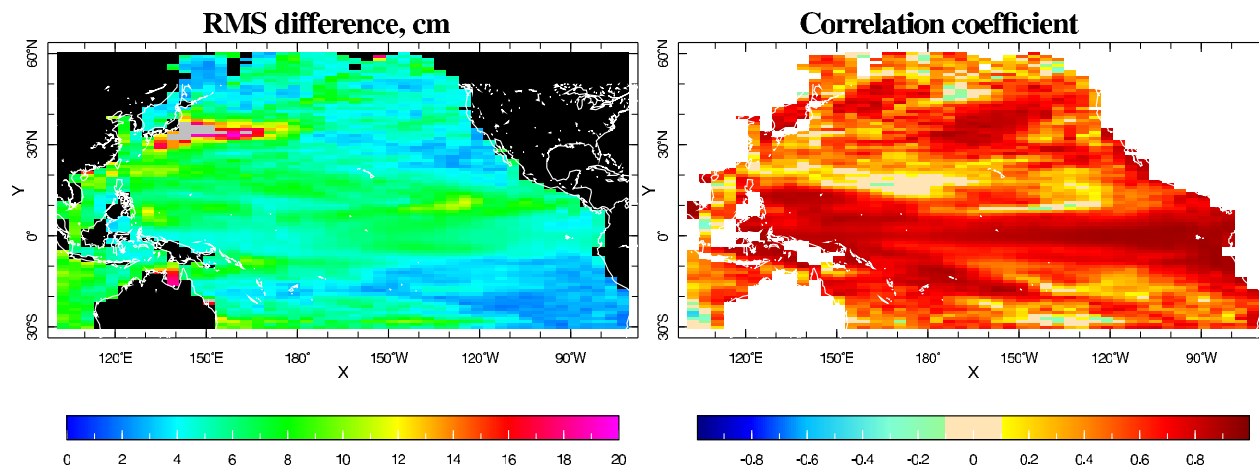 RMS difference, cm
Correlation coefficient
60°N
30°N
0°
30°S
Y
120°E 150°E 180° 150°W 120°W 90°W
X
60°N
30°N
0°
30°S
Y
120°E 150°E 180° 150°W 120°W 90°W
X
0 2 4 6 8 10 12 14 16 18 20
-0.8 -0.6 -0.4 -0.2 0 0.2 0.4 0.6 0.8